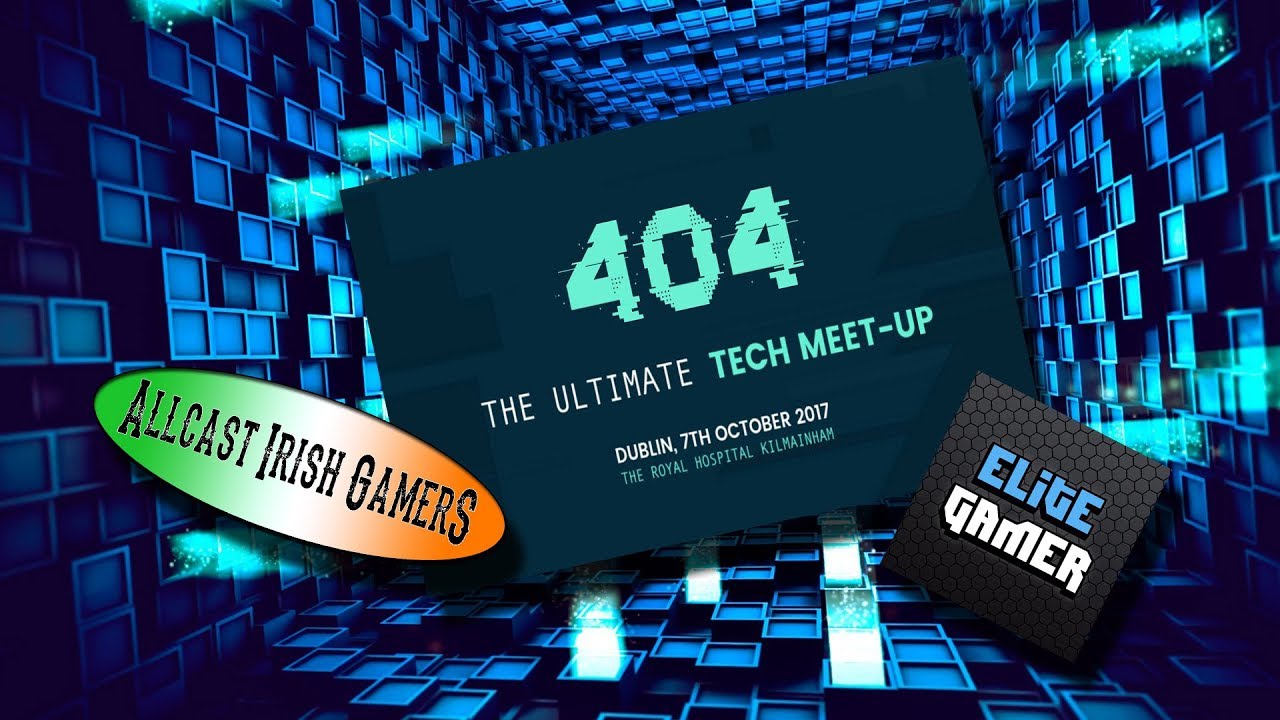 404
THE ULTIMATE TECH MEET-UP
DUBLIN, 7TH OCTOBER 2017
THE ROYAL HOSPITAL KILMAINHAM
ALLCAST IRISH GAMERS
ELiTE
GAMER